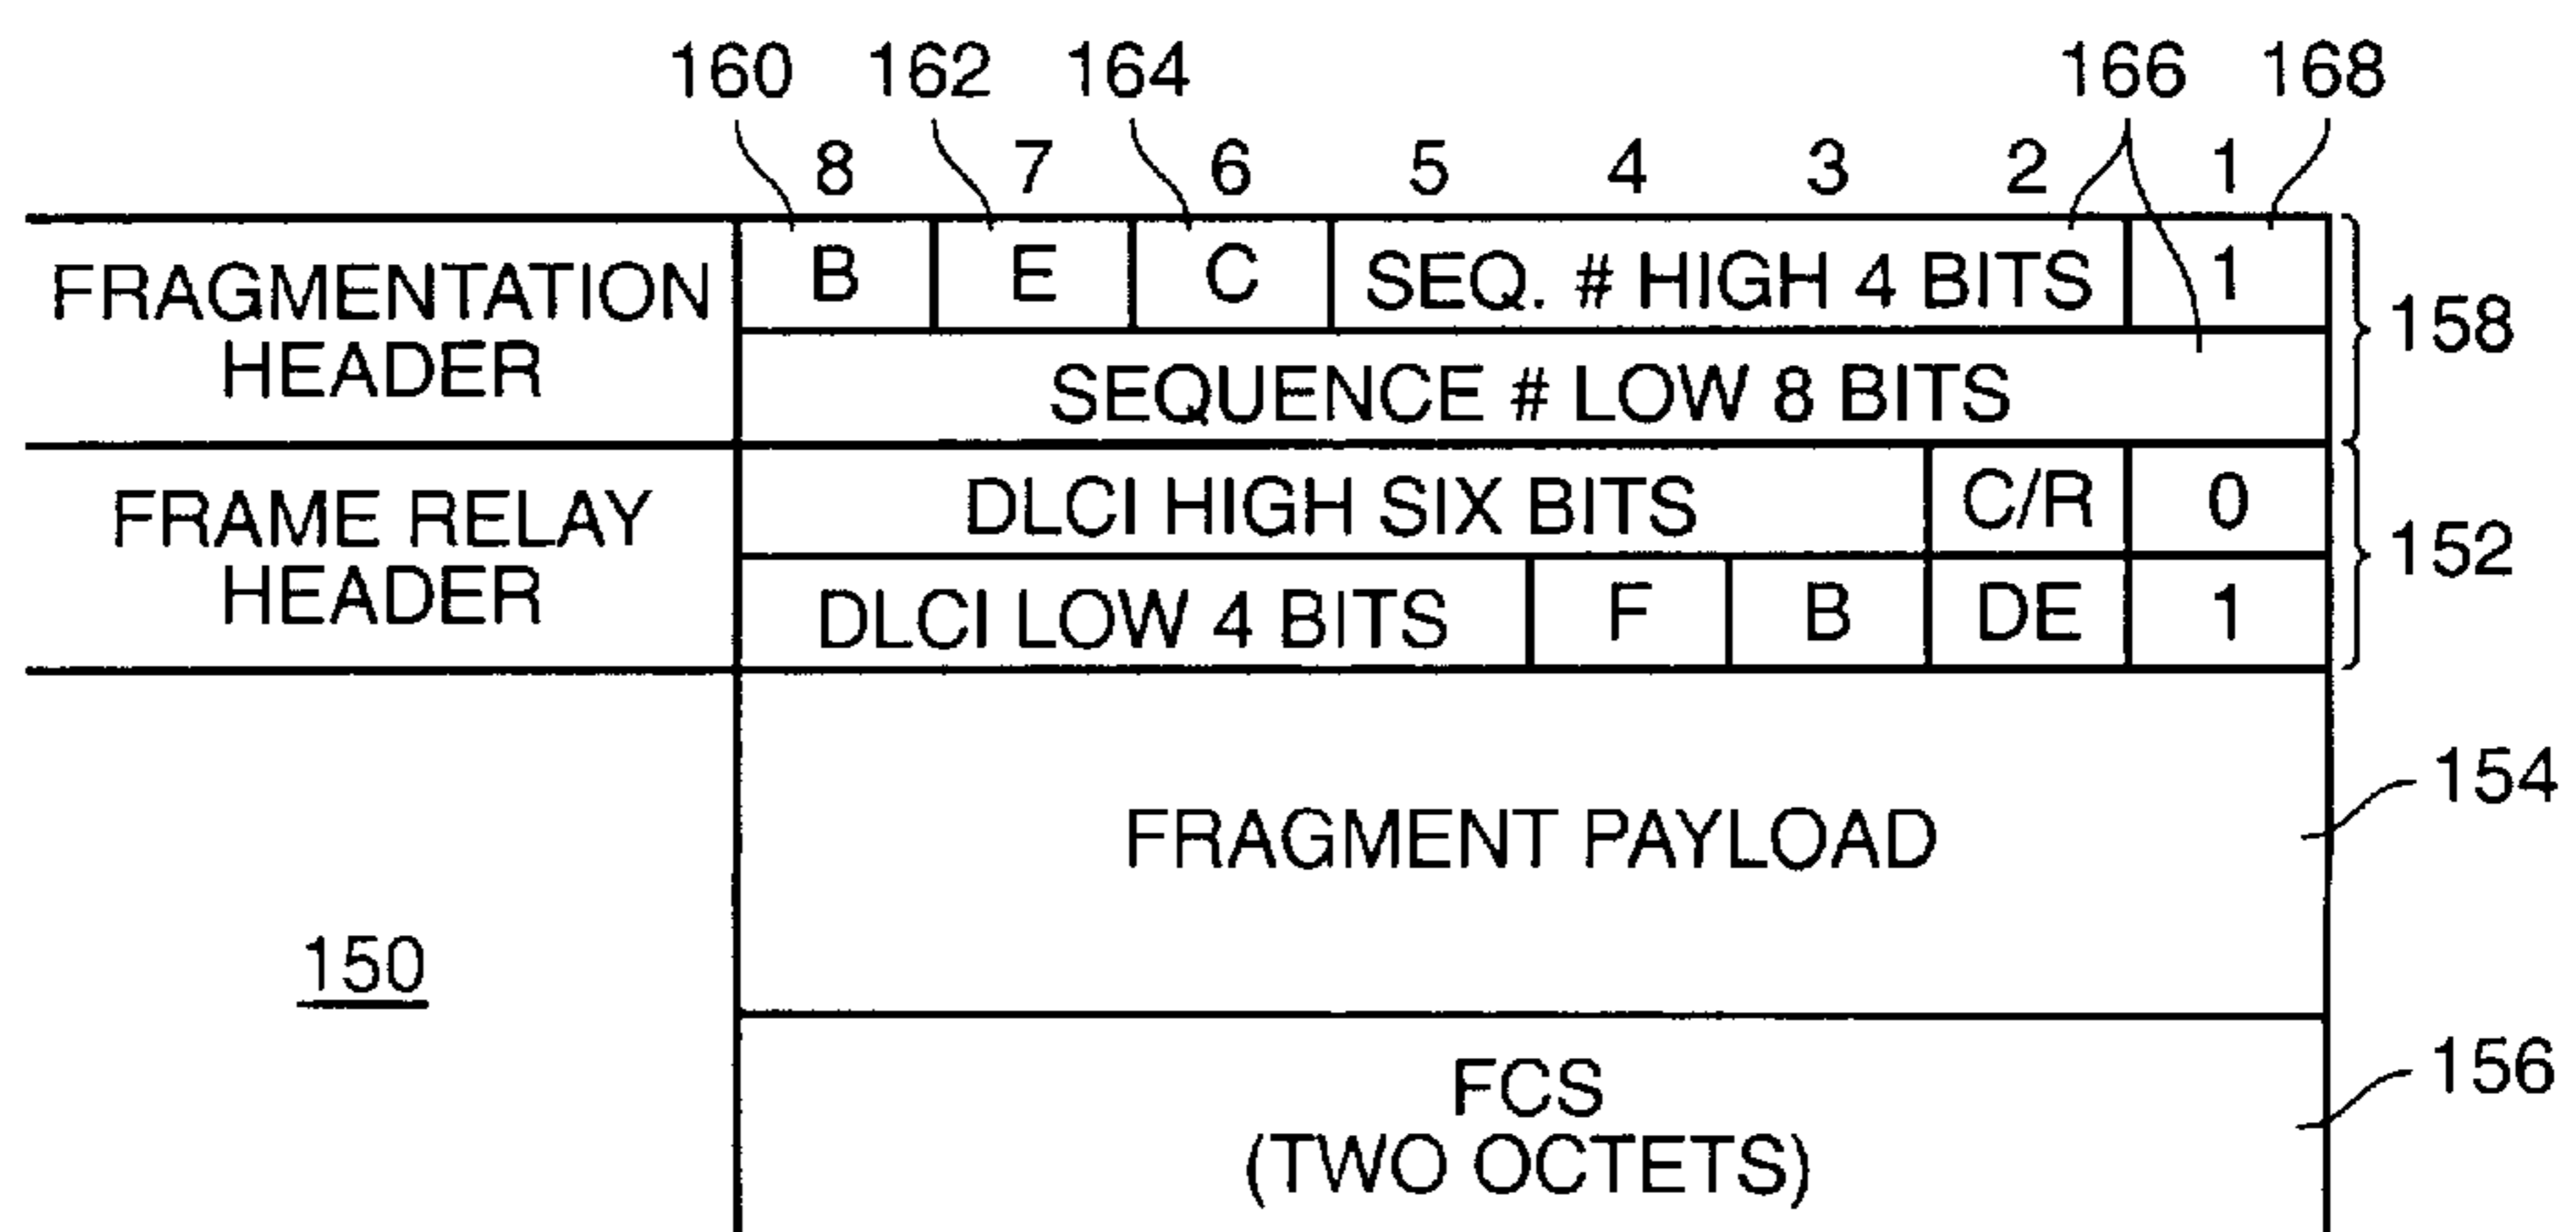 160 162 164 166 168
8 7 6 5 4 3 2 1
FRAGMENTATION HEADER B E C SEQ. # HIGH 4 BITS 1
SEQUENCE # LOW 8 BITS
158
FRAME RELAY HEADER DLCI HIGH SIX BITS C/R 0
DLCI LOW 4 BITS F B DE 1
152
FRAGMENT PAYLOAD
154
150
FCS
(TWO OCTETS)
156